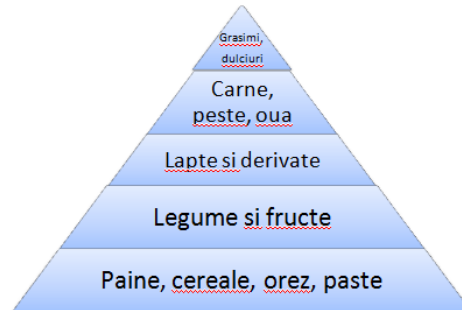 Grasimi,
dulciuri
Carne,
peste, oua
Lapte si derivate
Legume si fructe
Paine, cereale, orez, paste